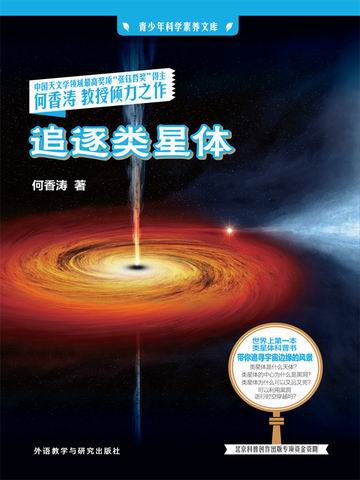 青少年科学素养文库
中国天文学领域最高奖项“张钰哲奖”得主
何香涛 教授倾力之作
追逐类星体
何香涛 著
世界上第一本
类星体科普书
带你追寻宇宙边缘的风景
类星体是什么天体？
类星体的中心为什么是黑洞？
类星体为什么可以又远又亮？
可以利用黑洞
进行时空穿越吗？
北京科普创作出版专项资金资助
外语教学与研究出版社